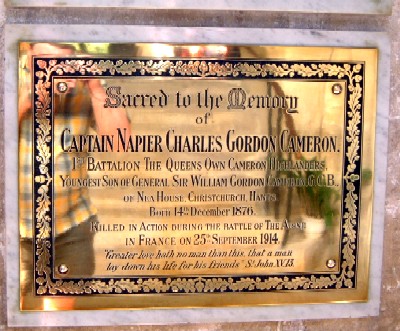 Sacred to the Memory
of
CAPTAIN NAPIER CHARLES GORDON CAMERON.
1ST BATTALION THE QUEENS OWN CAMERON HIGHLANDERS,
YOUNGEST SON OF GENERAL SIR WILLIAM GORDON CAMERON G.C.B.,
OF NEA HOUSE, CHRISTCHURCH, HANTS
BORN 14TH DECEMBER 1876.
KILLED IN ACTION DURING THE BATTLE OF THE AISNE
IN FRANCE ON 25TH SEPTEMBER 1914.
"Greater love hath no man than this, that a man
lay down his life for his friends" St. John XV.13.